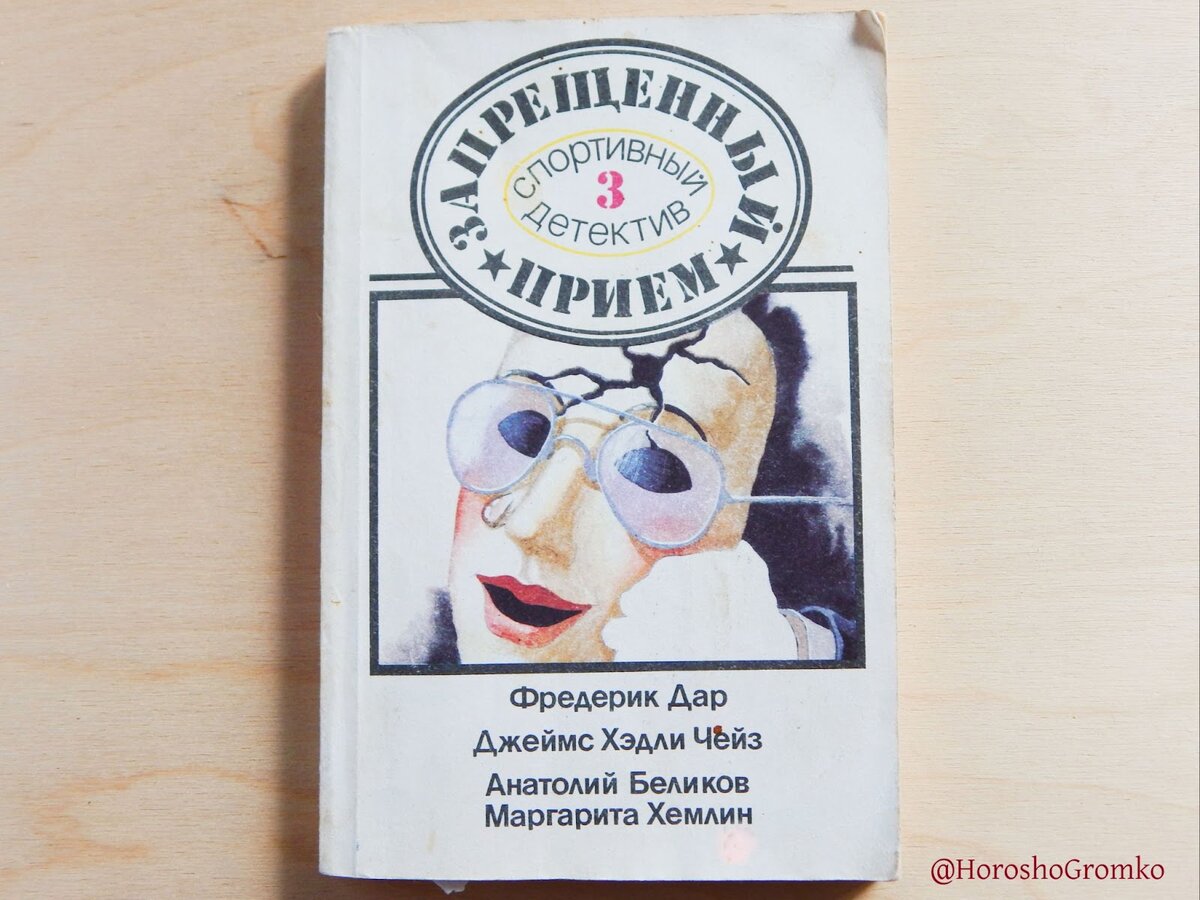 ЗАПРЕЩЕННЫЙ
СПОРТИВНЫЙ
3
детектив
ПРИЕМ
Фредерик Дар
Джеймс Хэдли Чейз
Анатолий Беликов
Маргарита Хемлин
@HoroshoGromko